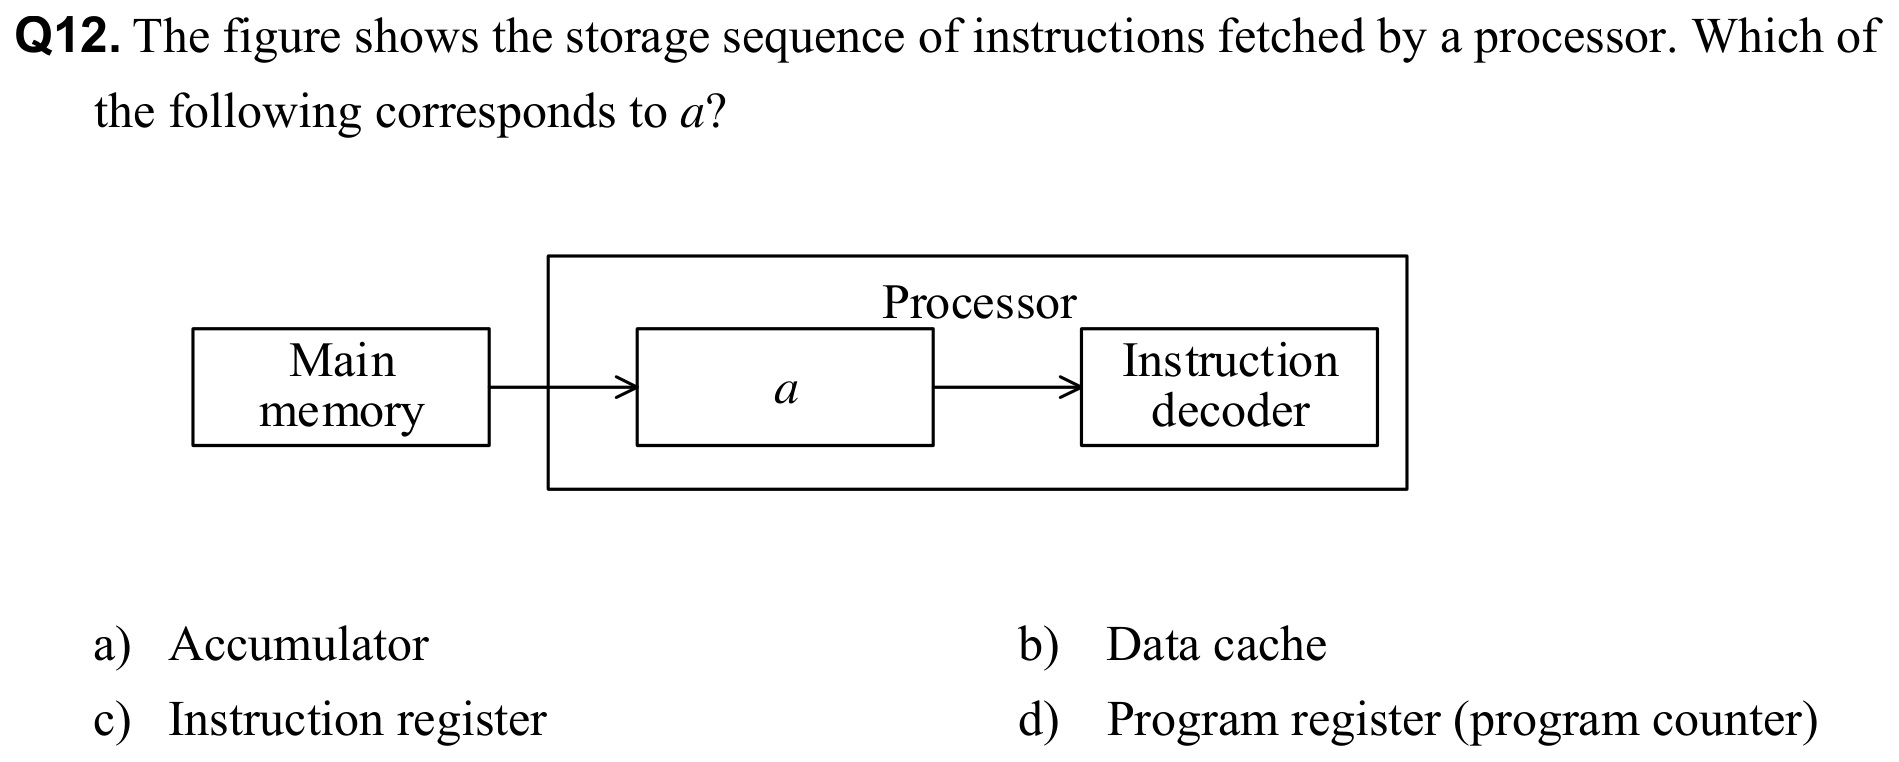 Q12. The figure shows the storage sequence of instructions fetched by a processor. Which of
the following corresponds to a?
Processor
Main
memory
a
Instruction
decoder
a) Accumulator
b) Data cache
c) Instruction register
d) Program register (program counter)